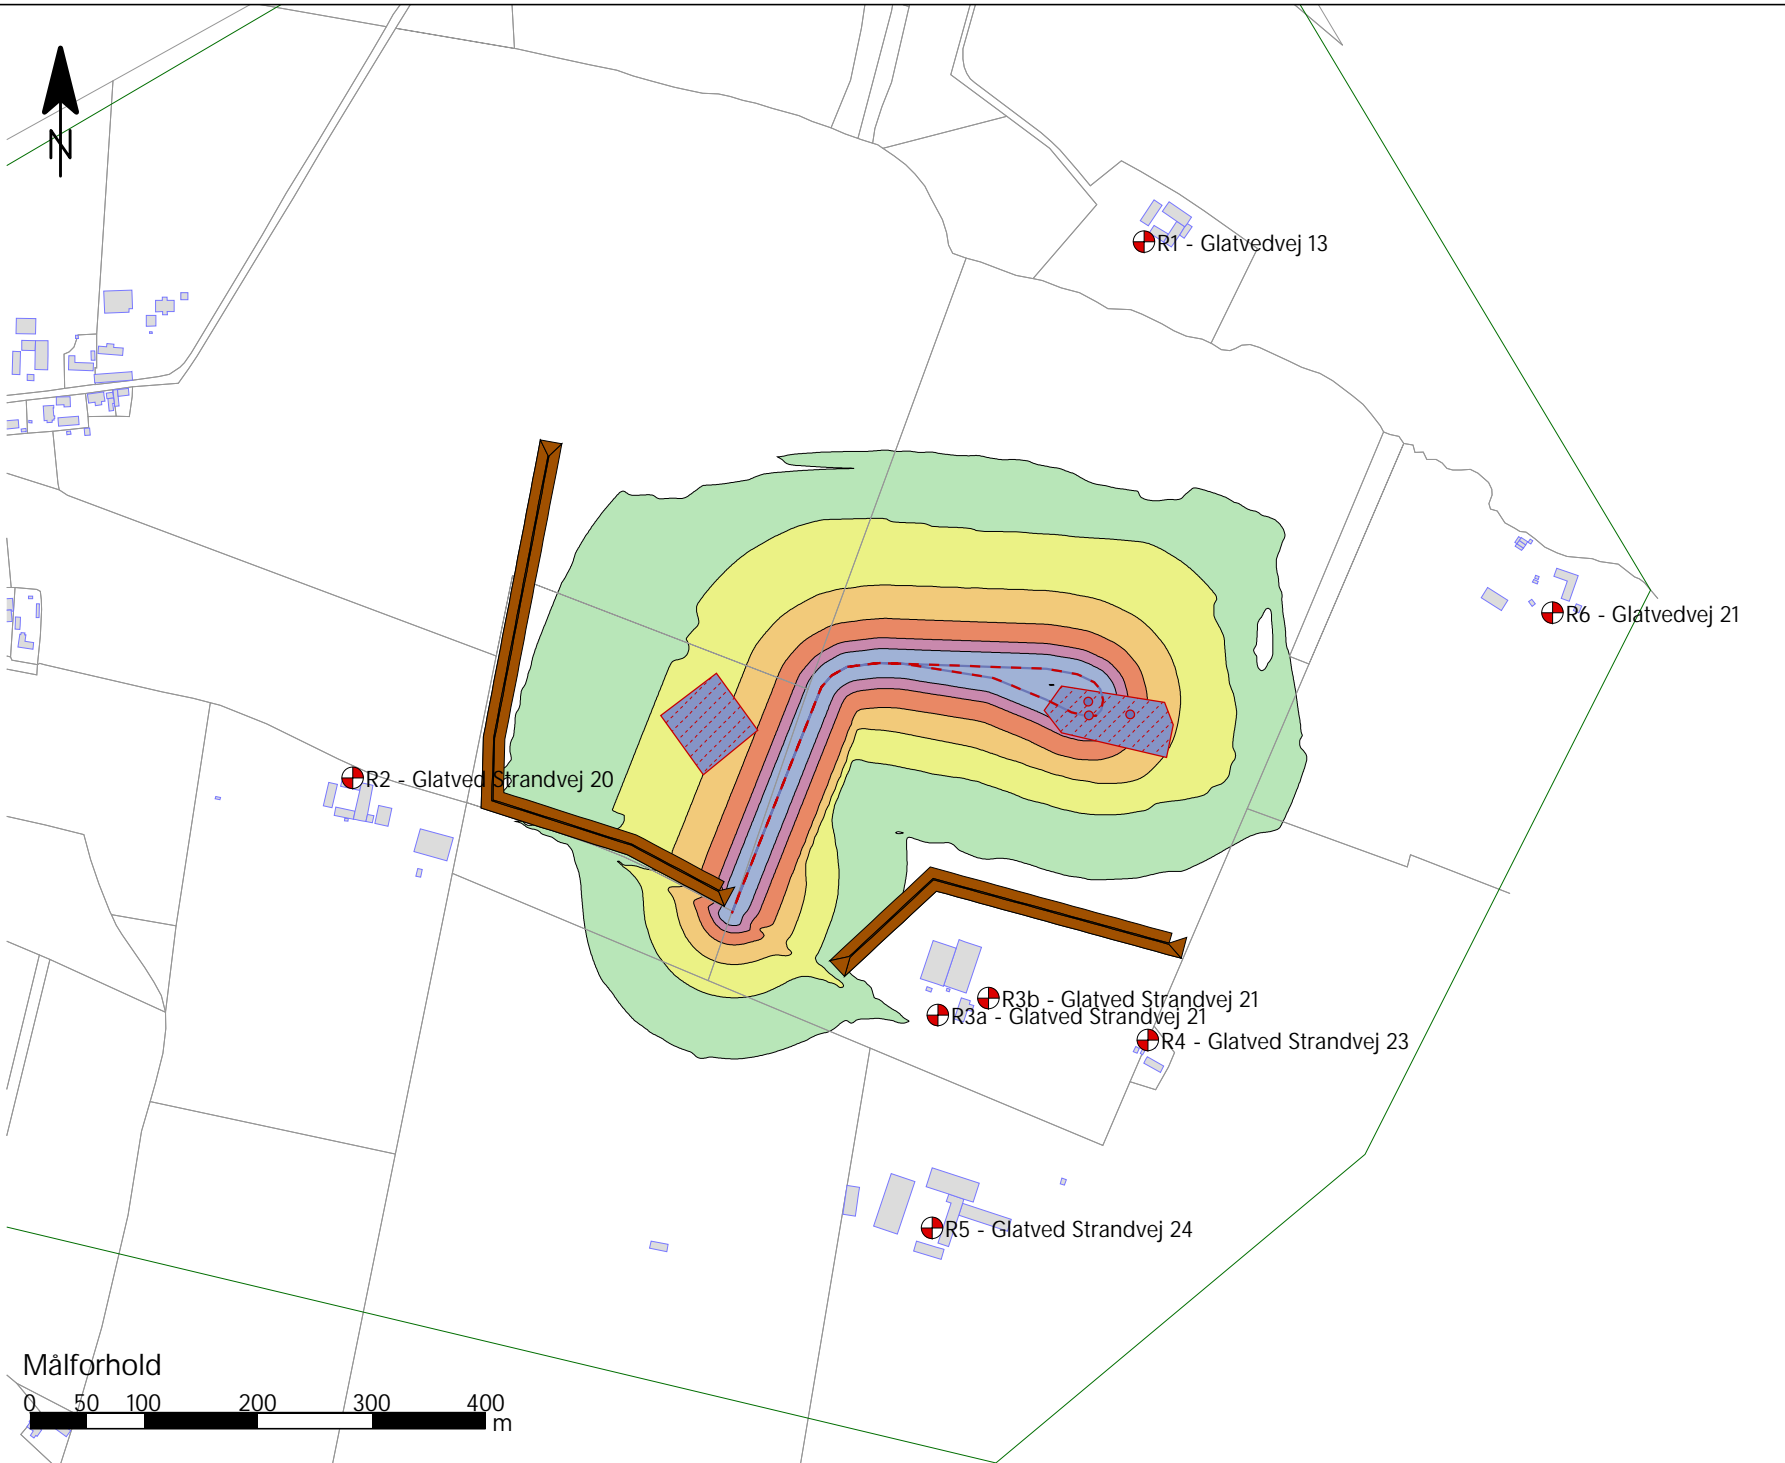 N
R1 - Glatvedvej 13
R6 - Glatvedvej 21
R2 - Glatved Strandvej 20
R3b - Glatved Strandvej 21
R3a - Glatved Strandvej 21
R4 - Glatved Strandvej 23
R5 - Glatved Strandvej 24
Målforhold
0 50 100 200 300 400
m